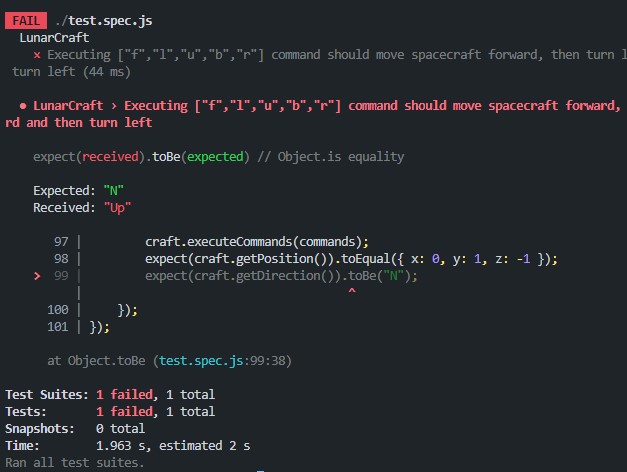 FAIL ./test.spec.js
LunarCraft
× Executing ["f","l","u","b","r"] command should move spacecraft forward, then turn l
turn left (44 ms)
● LunarCraft › Executing ["f","l","u","b","r"] command should move spacecraft forward,
rd and then turn left
expect(received).toBe(expected) // Object.is equality
Expected: "N"
Received: "Up"
97 | craft.executeCommands(commands);
98 | expect(craft.getPosition()).toEqual({ x: 0, y: 1, z: -1 });
> 99 | expect(craft.getDirection()).toBe("N");
| ^
100 | });
101 | });
at Object.toBe (test.spec.js:99:38)
Test Suites: 1 failed, 1 total
Tests: 1 failed, 1 total
Snapshots: 0 total
Time: 1.963 s, estimated 2 s
Ran all test suites.